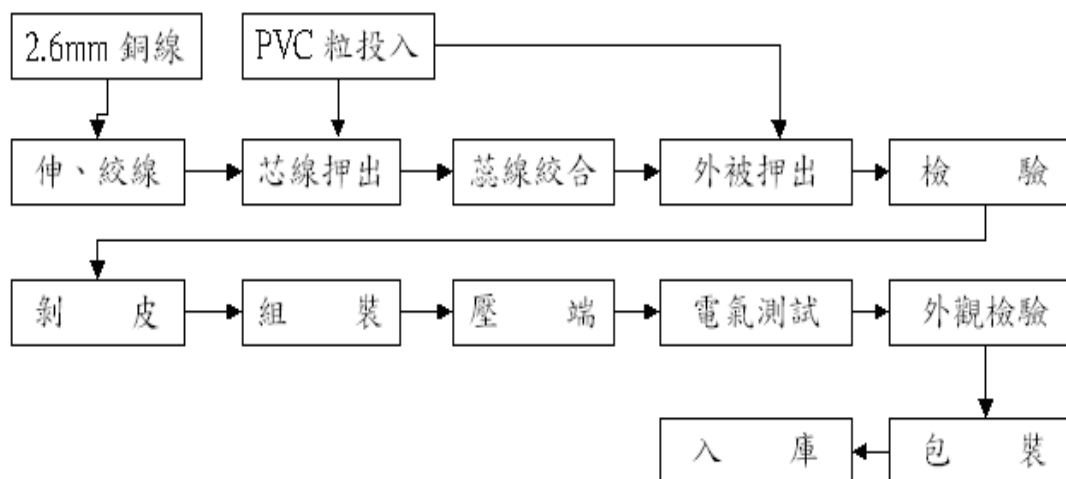 2.6mm 銅線
PVC 粒投入
伸、絞線
芯線押出
蕊線絞合
外被押出
檢 驗
剝 皮
組 裝
壓 端
電氣測試
外觀檢驗
入 庫
包 裝